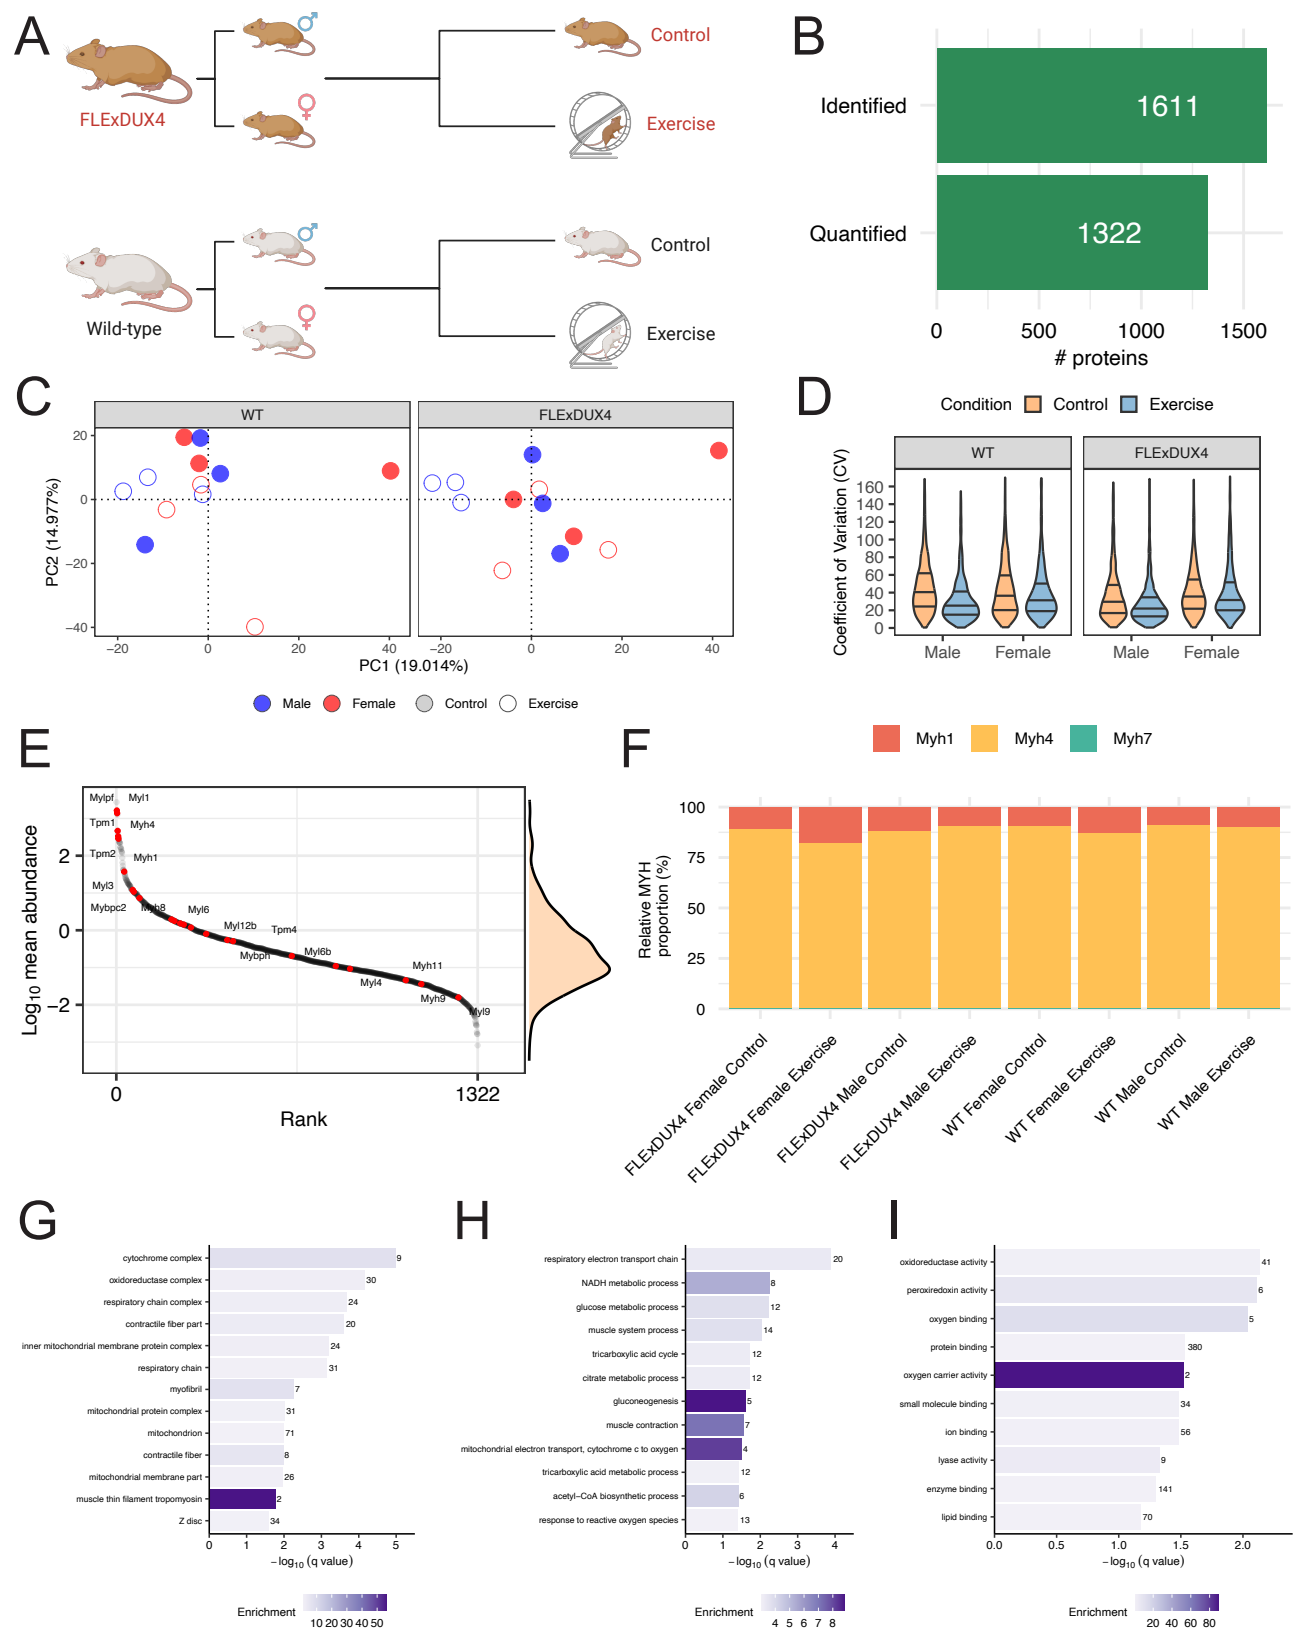 A
FLExDUX4
♂
♀
Control
Exercise
Wild-type
♂
♀
Control
Exercise
B
Identified
Quantified
1611
1322
0
500
1000
1500
# proteins
C
WT
FLExDUX4
20
0
−20
−40
PC2 (14.977%)
−20
0
20
40
−20
0
20
40
PC1 (19.014%)
Male
Female
Control
Exercise
D
Condition
Control
Exercise
WT
FLExDUX4
Coefficient of Variation (CV)
160
140
120
100
80
60
40
20
0
Male
Female
Male
Female
E
Log10 mean abundance
2
0
−2
Mylpf
Myl1
Tpm1
Myh4
Tpm2
Myh1
Myl3
Mybpc2
Myh8
Myl6
Myl12b
Tpm4
Mybph
Myl6b
Myl4
Myh11
Myh9
Myl9
0
1322
Rank
F
Myh1
Myh4
Myh7
Relative MYH
proportion (%)
100
75
50
25
0
FLExDUX4 Female Control
FLExDUX4 Female Exercise
FLExDUX4 Male Control
FLExDUX4 Male Exercise
WT Female Control
WT Female Exercise
WT Male Control
WT Male Exercise
G
cytochrome complex 9
oxidoreductase complex 30
respiratory chain complex 24
contractile fiber part 20
inner mitochondrial membrane protein complex 24
respiratory chain 31
myofibril 7
mitochondrial protein complex 31
mitochondrion 71
contractile fiber 8
mitochondrial membrane part 26
muscle thin filament tropomyosin 2
Z disc 34
0 1 2 3 4 5
−log10 (q value)
Enrichment
10 20 30 40 50
H
respiratory electron transport chain 20
NADH metabolic process 8
glucose metabolic process 12
muscle system process 14
tricarboxylic acid cycle 12
citrate metabolic process 12
gluconeogenesis 5
muscle contraction 7
mitochondrial electron transport, cytochrome c to oxygen 4
tricarboxylic acid metabolic process 12
acetyl−CoA biosynthetic process 6
response to reactive oxygen species 13
0 1 2 3 4
−log10 (q value)
Enrichment
4 5 6 7 8
I
oxidoreductase activity 41
peroxiredoxin activity 6
oxygen binding 5
protein binding 380
oxygen carrier activity 2
small molecule binding 34
ion binding 56
lyase activity 9
enzyme binding 141
lipid binding 70
0.0 0.5 1.0 1.5 2.0
−log10 (q value)
Enrichment
20 40 60 80